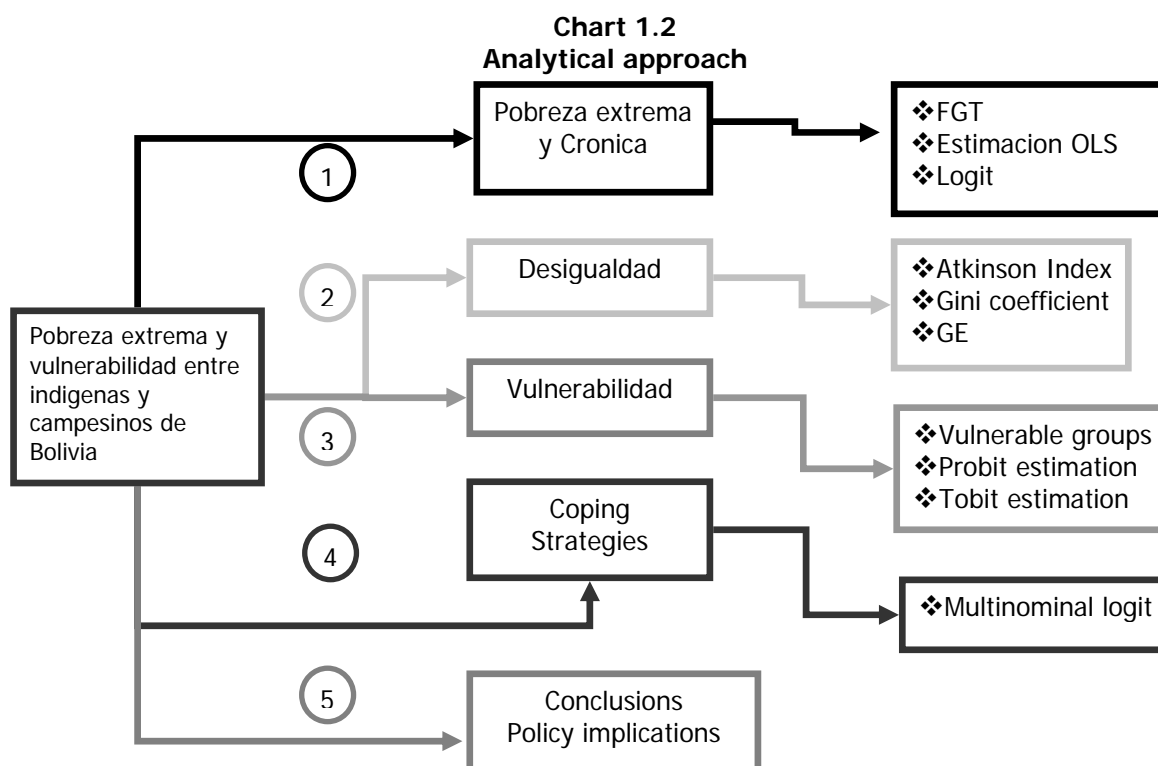 Chart 1.2
Analytical approach
Pobreza extrema
y Cronica
❖FGT
❖Estimacion OLS
❖Logit
1
Desigualdad
❖Atkinson Index
❖Gini coefficient
❖GE
2
Pobreza extrema y
vulnerabilidad entre
indigenas y
campesinos de
Bolivia
Vulnerabilidad
3
❖Vulnerable groups
❖Probit estimation
❖Tobit estimation
Coping
Strategies
4
❖Multinominal logit
5
Conclusions
Policy implications